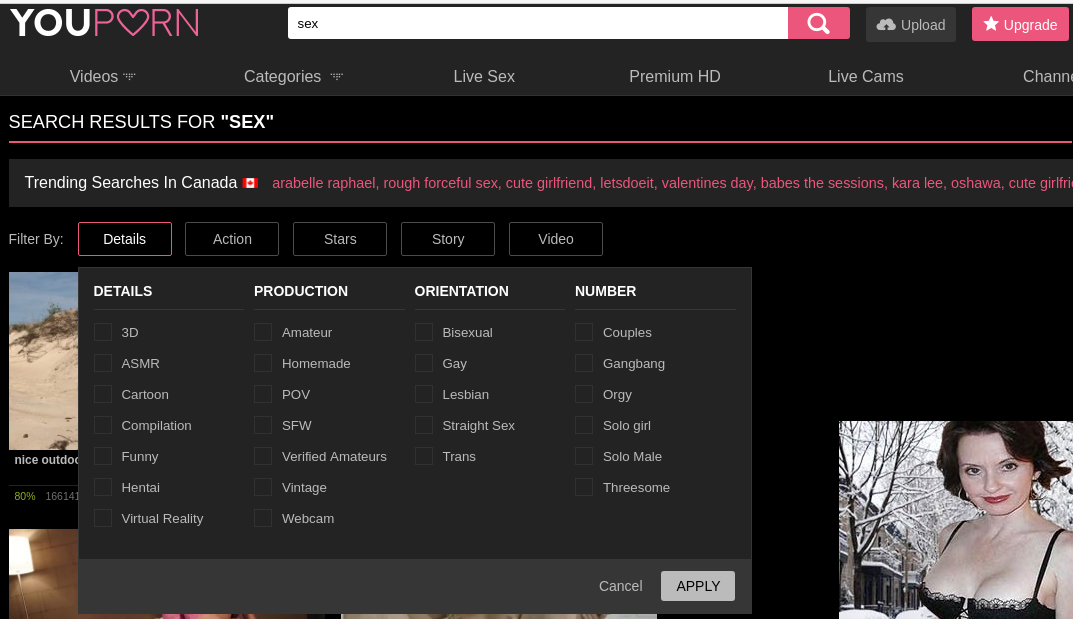 YOUPORN
sex
Upload
Upgrade
Videos
Categories
Live Sex
Premium HD
Live Cams
Channe
SEARCH RESULTS FOR "SEX"
Trending Searches In Canada arabelle raphael, rough forceful sex, cute girlfriend, letsdoeit, valentines day, babes the sessions, kara lee, oshawa, cute girlfri
Filter By: Details Action Stars Story Video
DETAILS PRODUCTION ORIENTATION NUMBER
3D Amateur Bisexual Couples
ASMR Homemade Gay Gangbang
Cartoon POV Lesbian Orgy
Compilation SFW Straight Sex Solo girl
Funny Verified Amateurs Trans Solo Male
Hentai Vintage Threesome
Virtual Reality Webcam
nice outdoo
80% 166141
Cancel APPLY